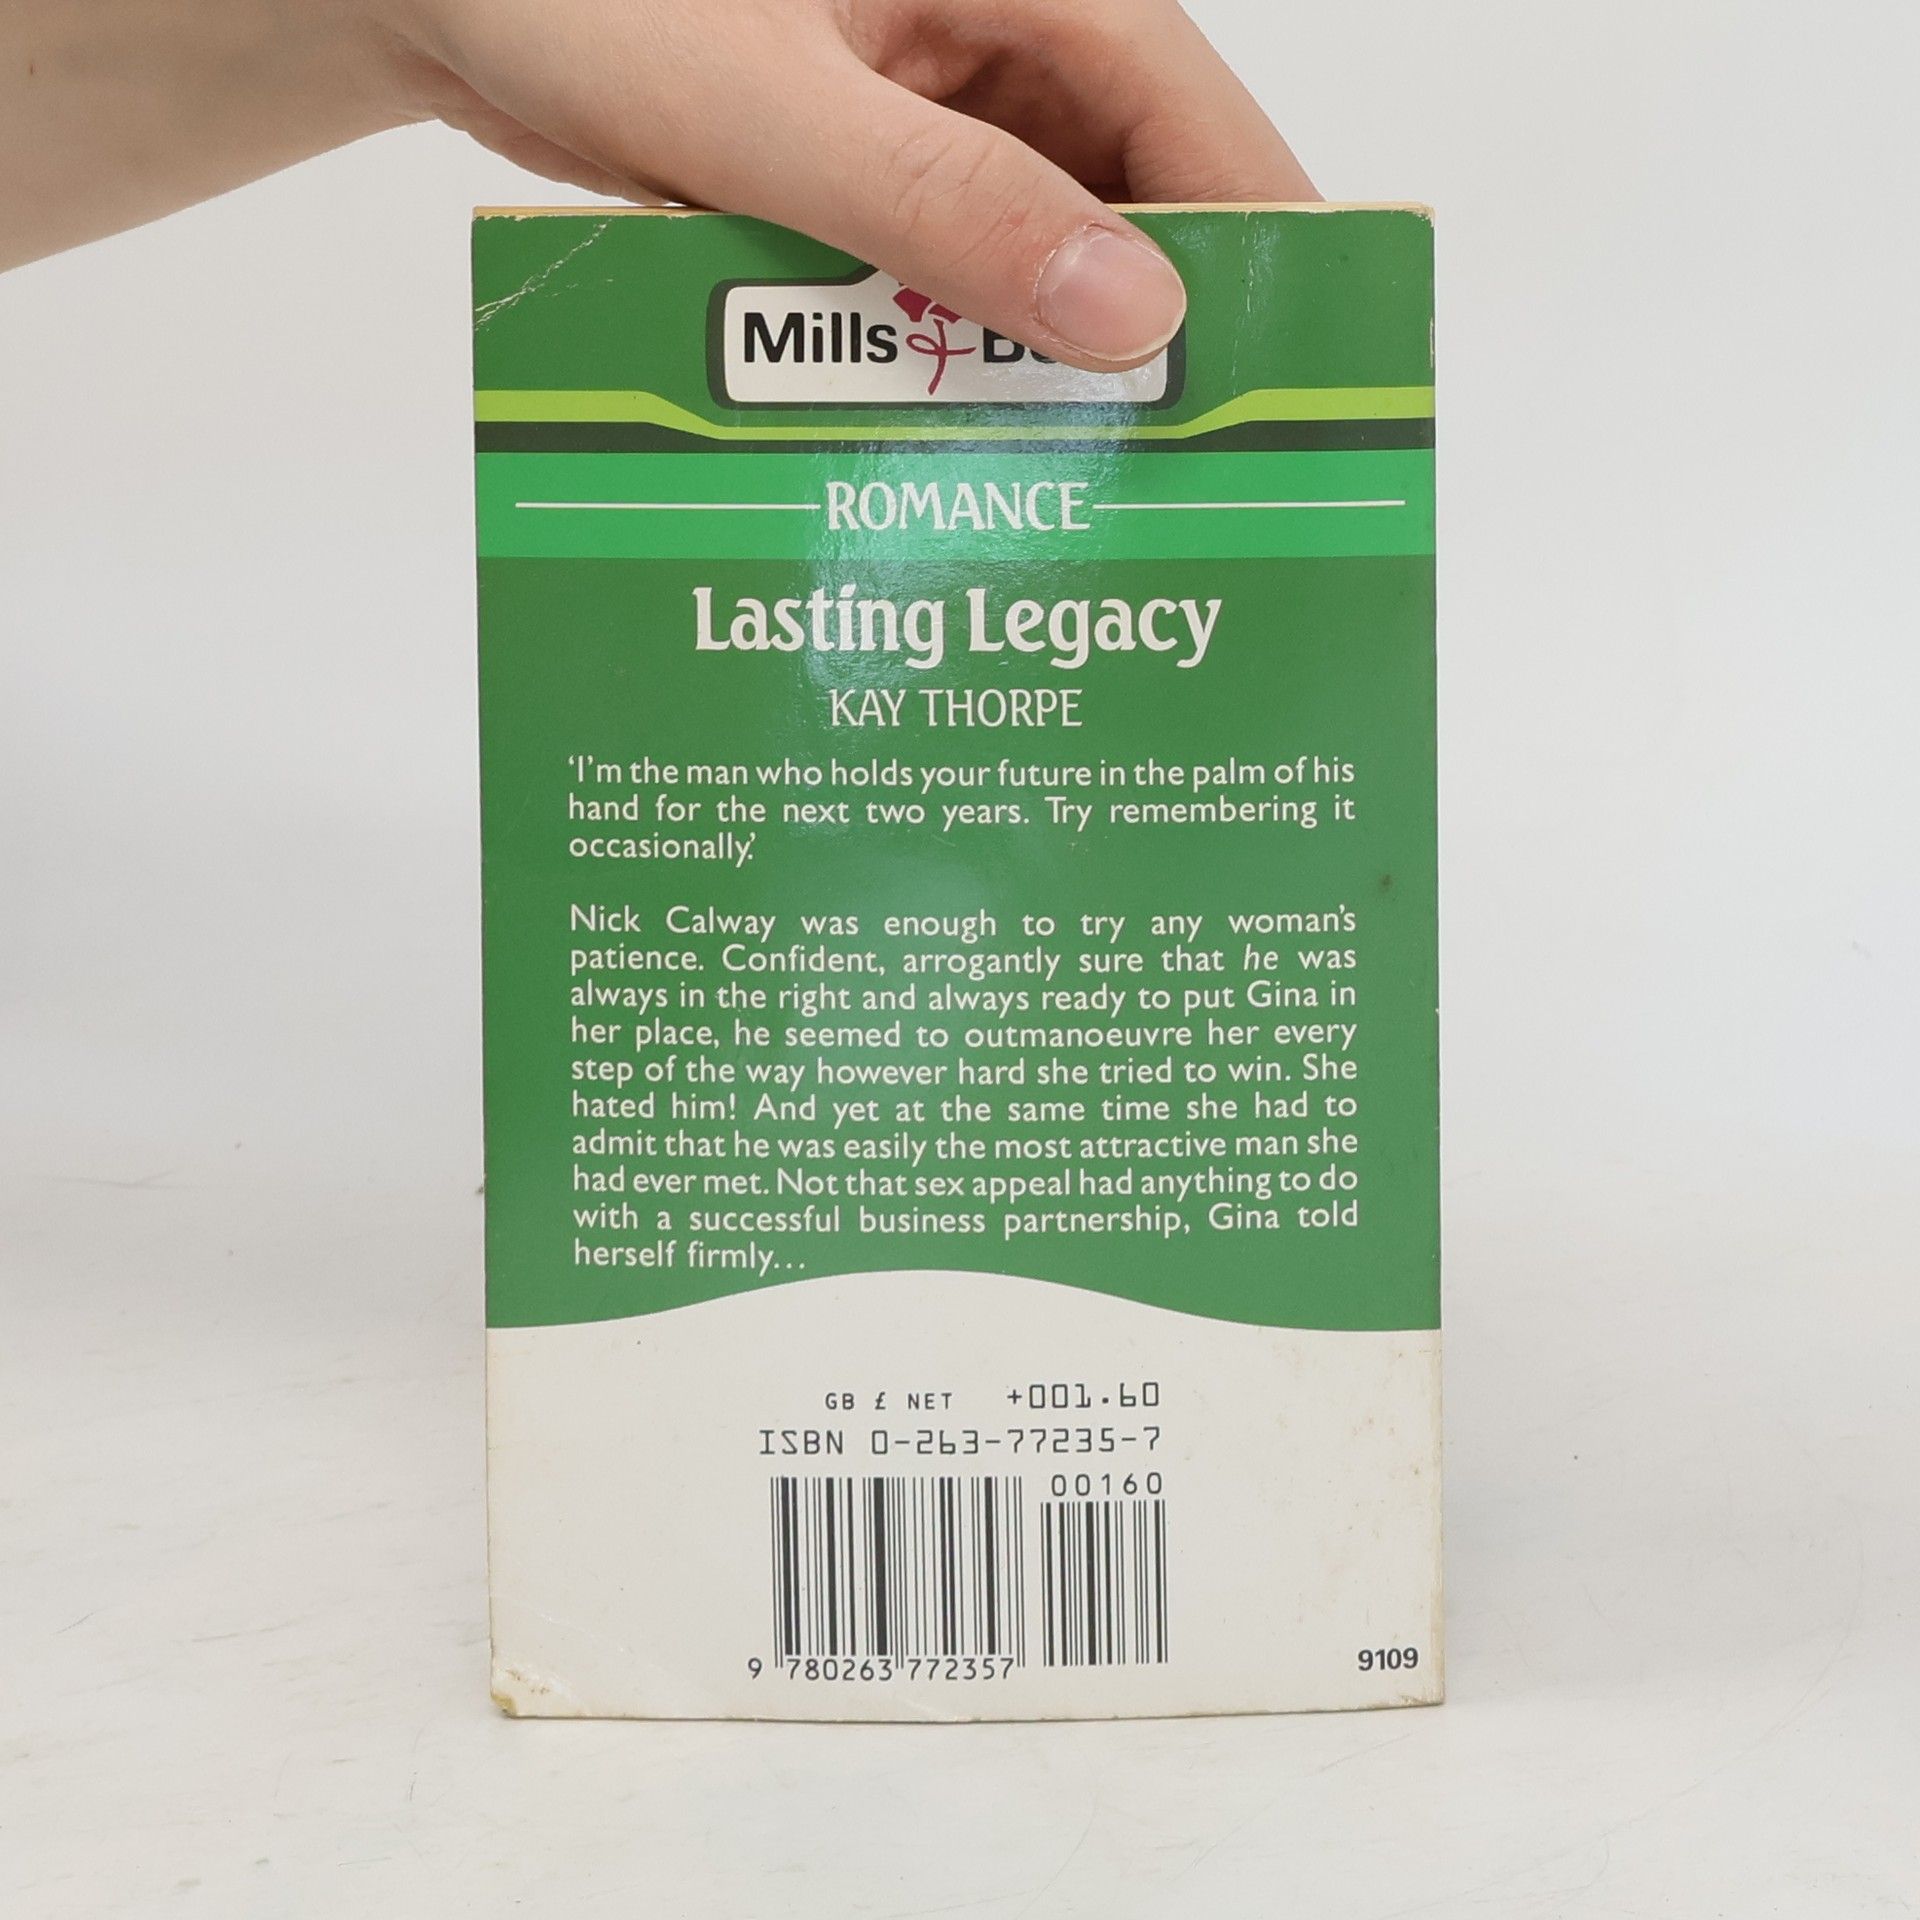 Mills &
ROMANCE
Lasting Legacy
KAY THORPE
‘I’m the man who holds your future in the palm of his
hand for the next two years. Try remembering it
occasionally.’
Nick Calway was enough to try any woman’s
patience. Confident, arrogantly sure that he was
always in the right and always ready to put Gina in
her place, he seemed to outmanoeuvre her every
step of the way however hard she tried to win. She
hated him! And yet at the same time she had to
admit that he was easily the most attractive man she
had ever met. Not that sex appeal had anything to do
with a successful business partnership, Gina told
herself firmly...
GB £ NET +001.60
ISBN 0-263-77235-7
00160
9 780263 772357
9109